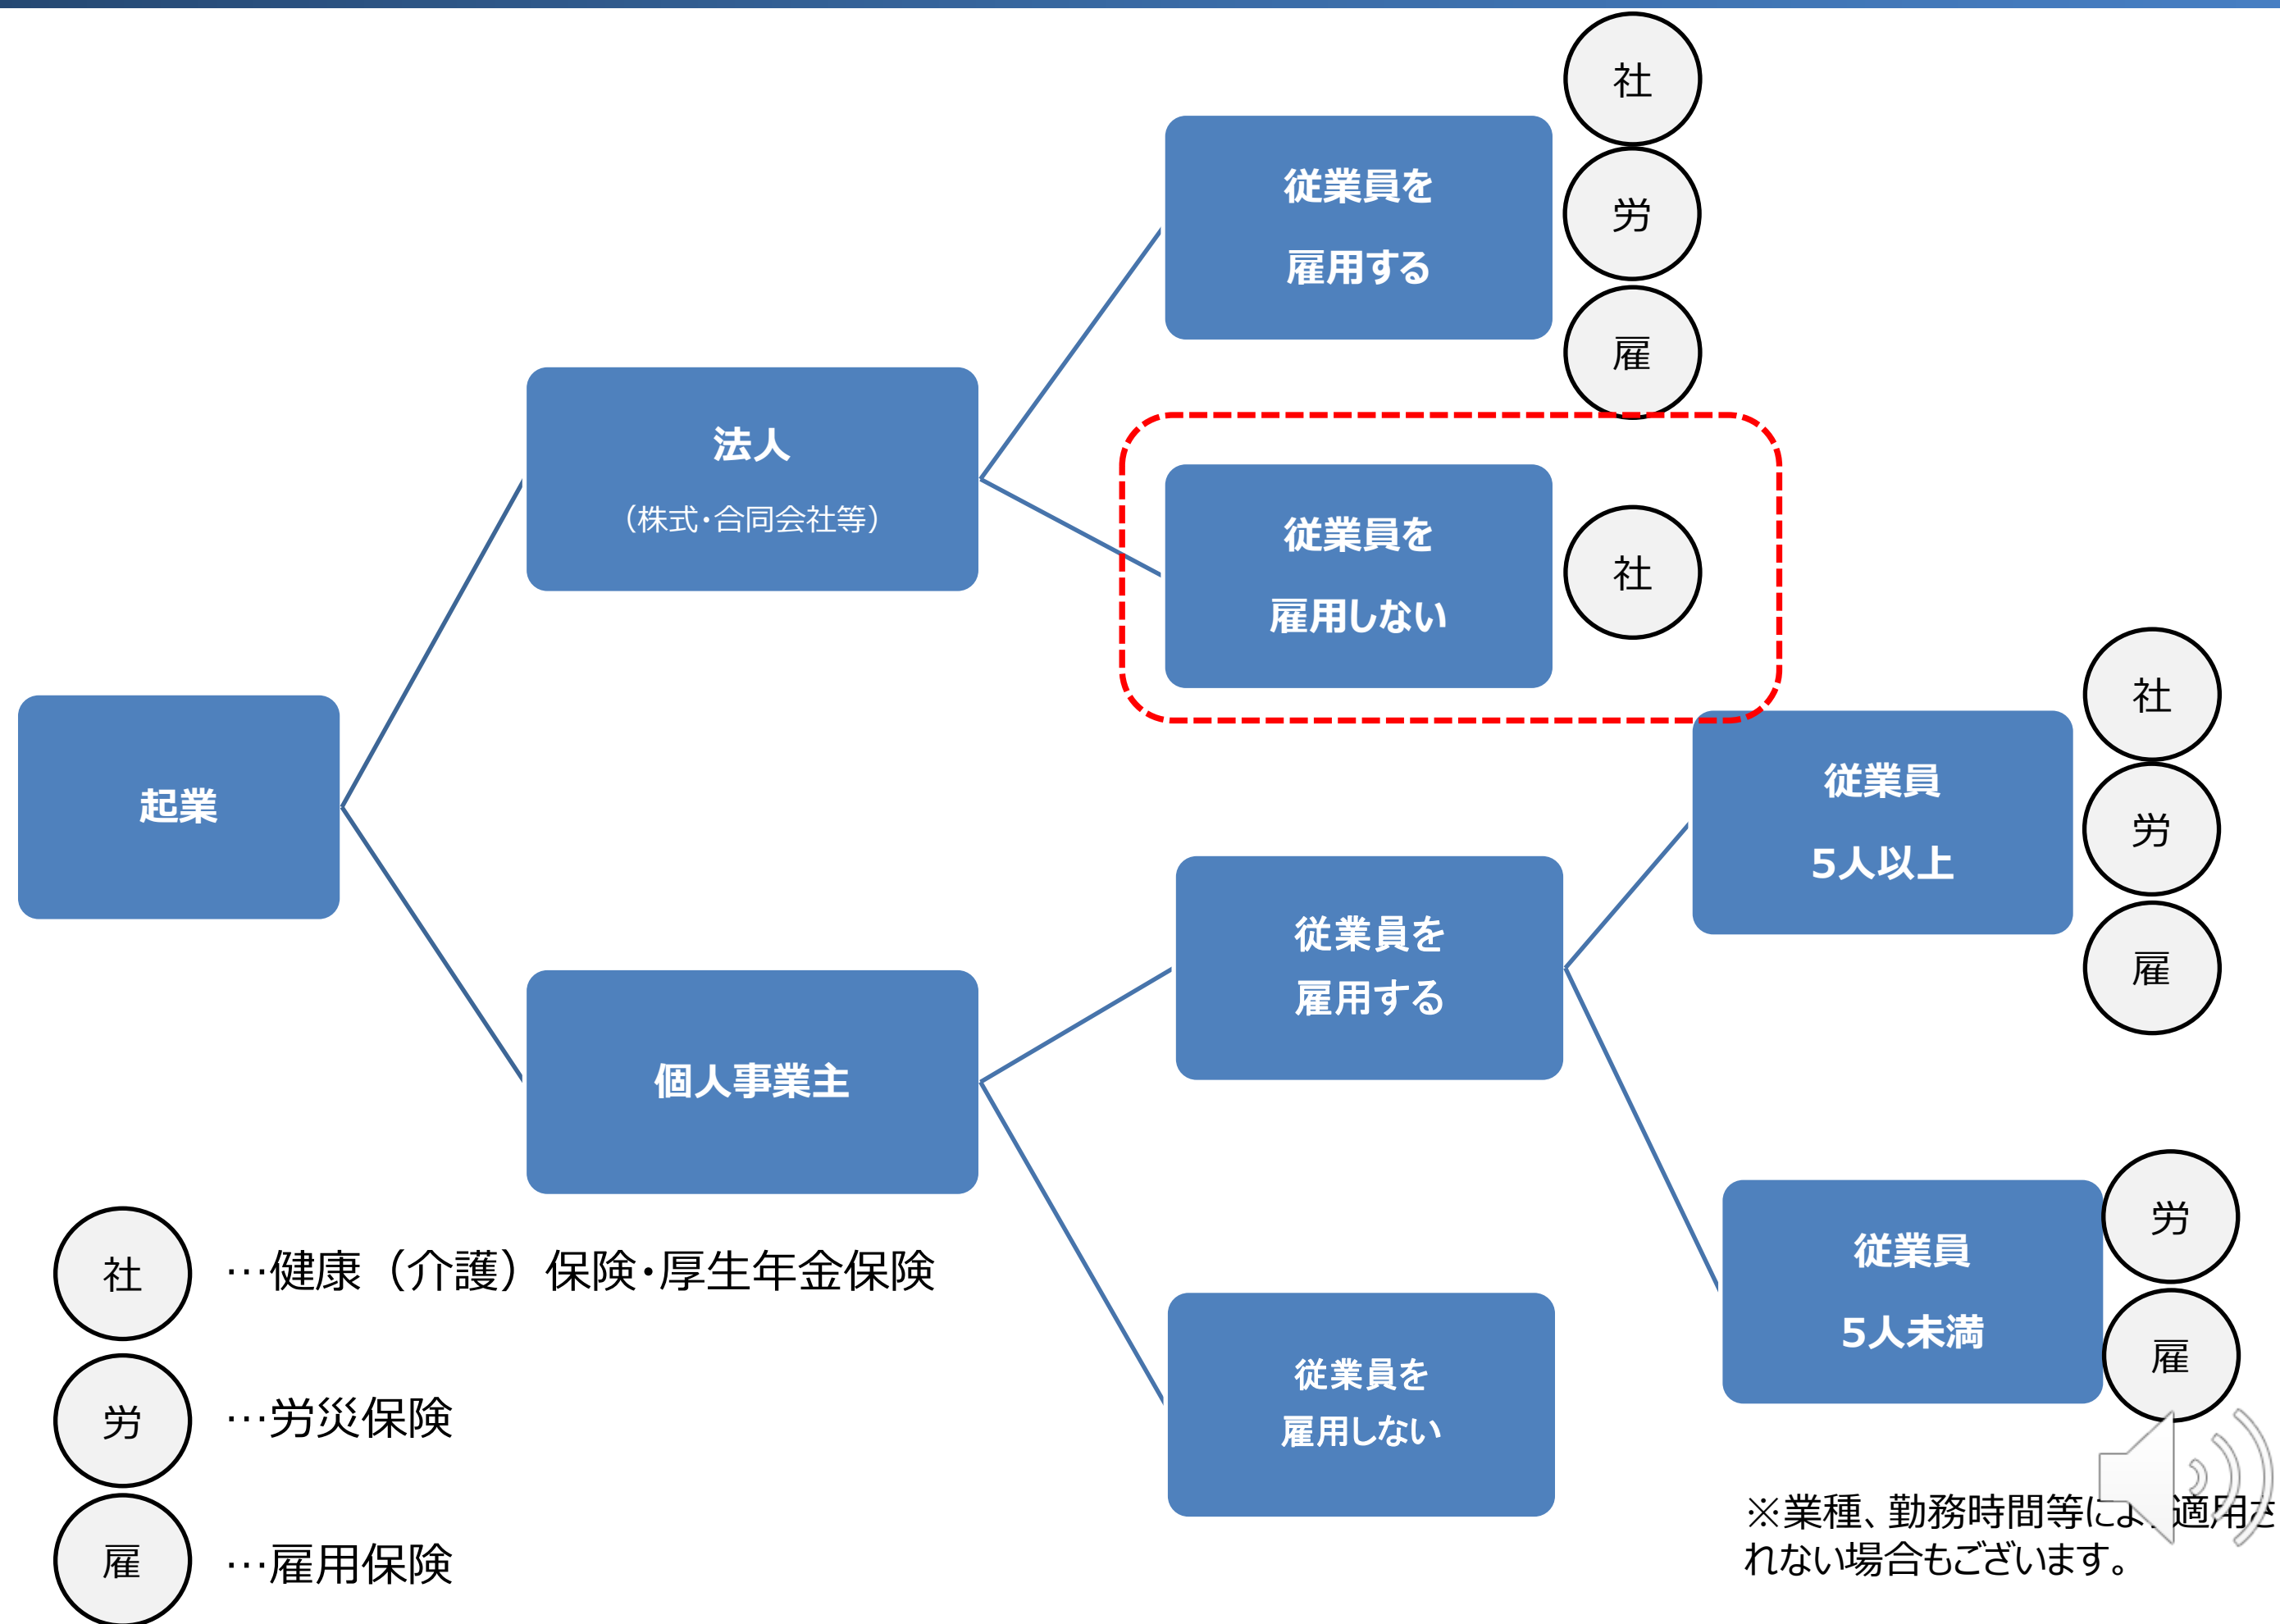 社
労
雇
従業員を
雇用する
法人
（株式・合同会社等）
従業員を
雇用しない
社
起業
従業員
5人以上
社
労
雇
従業員を
雇用する
個人事業主
従業員
5人未満
労
雇
従業員を
雇用しない
社 …健康（介護）保険・厚生年金保険
労 …労災保険
雇 …雇用保険
※業種、勤務時間等により適用さ
れない場合もございます。